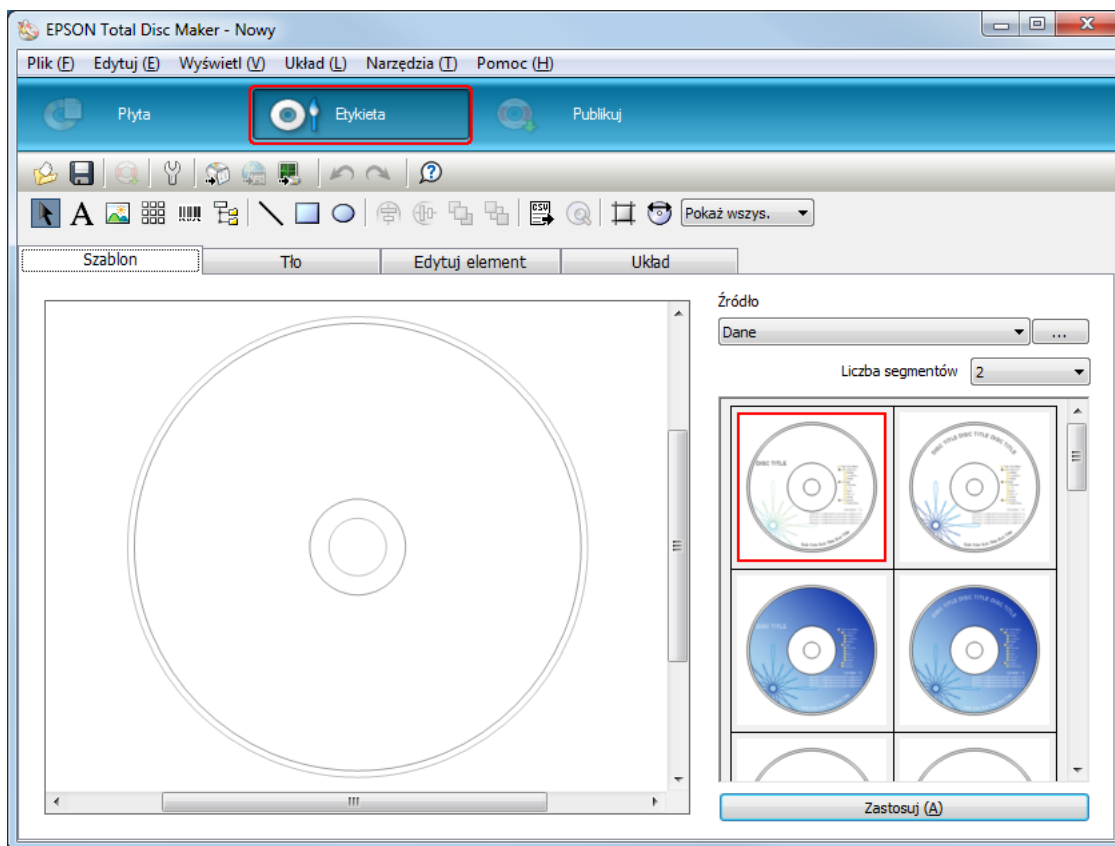 EPSON Total Disc Maker - Nowy
Plik (F) Edytuj (E) Wyświetl (V) Układ (L) Narzędzia (T) Pomoc (H)
Płyta Etykieta Publikuj
A CSV Pokaż wszys.
Szablon Tło Edytuj element Układ
Źródło
Dane ...
Liczba segmentów 2
DISC TITLE
DISC TITLE DISC TITLE DISC TITLE
DISC TITLE
DISC TITLE DISC TITLE DISC TITLE
Zastosuj (A)